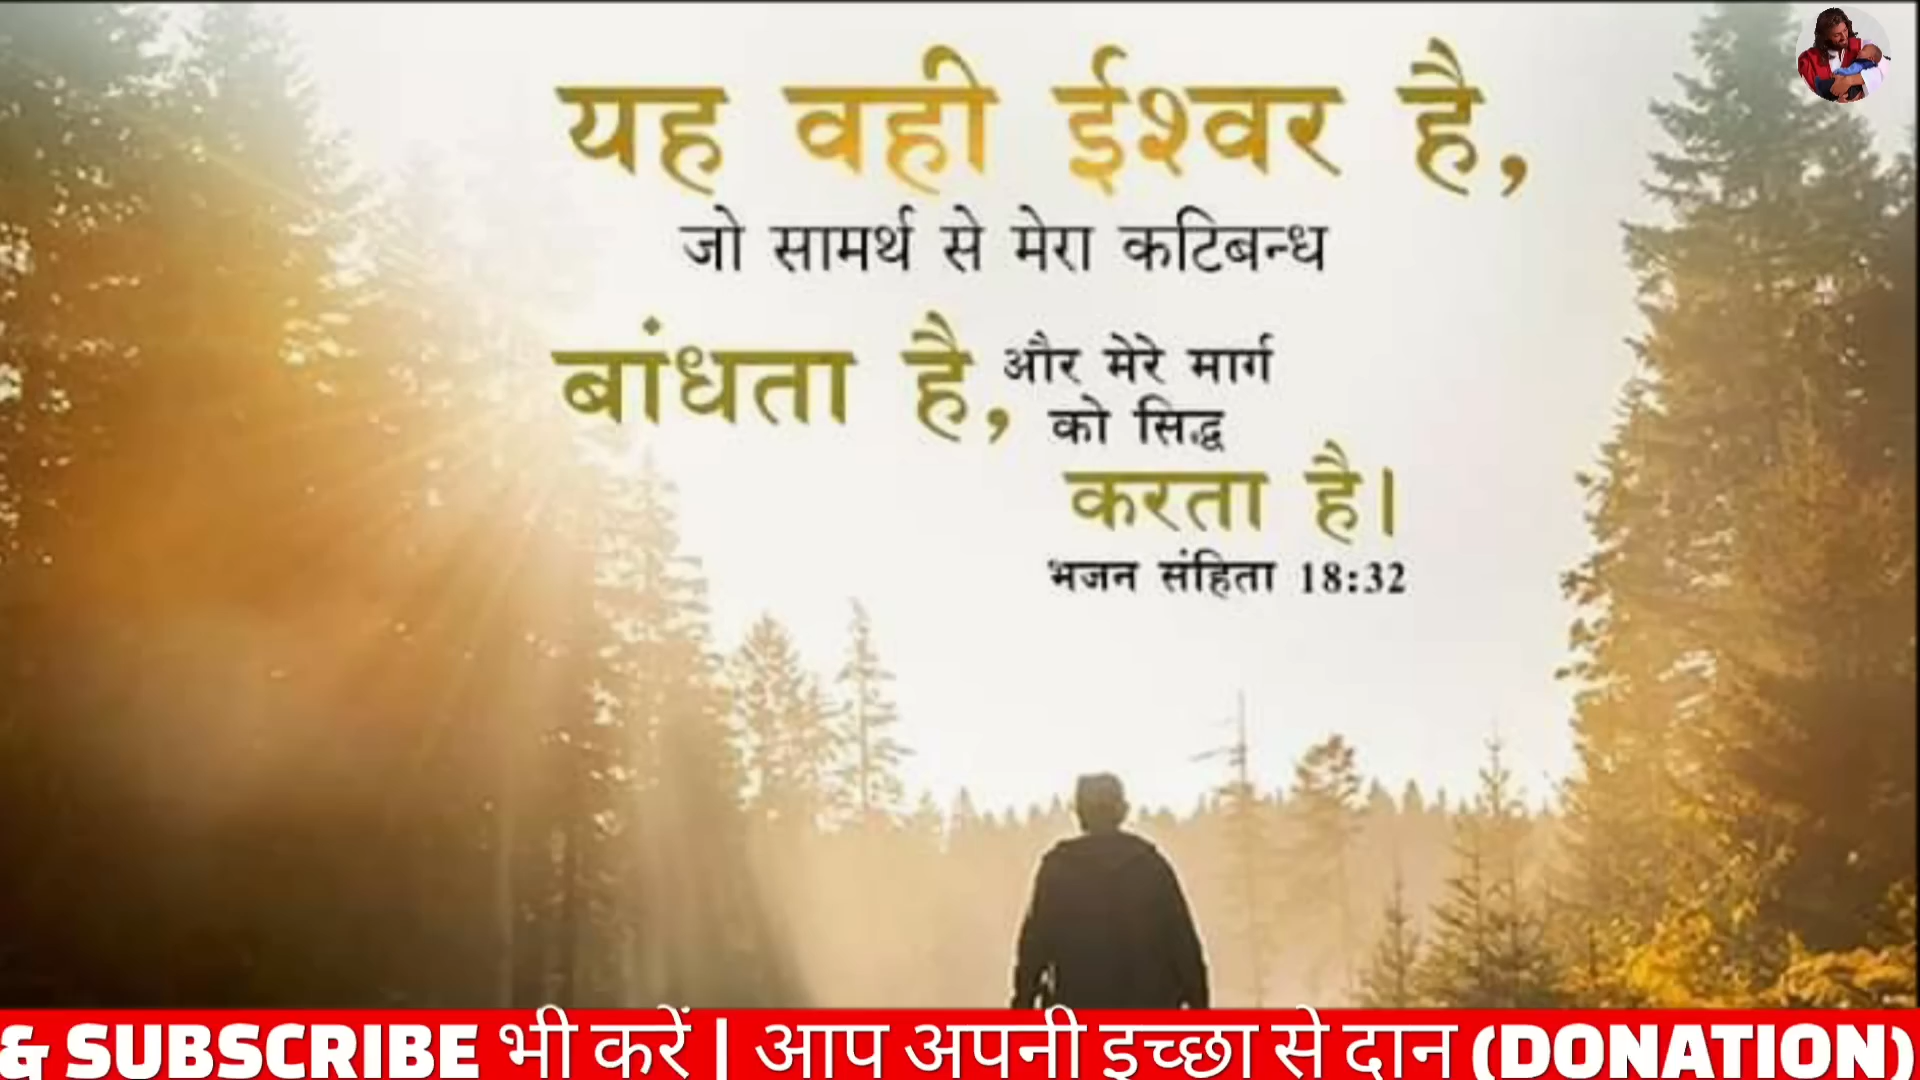 यह वही ईश्वर है,
जो सामर्थ से मेरा कटिबन्ध
बांधता है, और मेरे मार्ग
को सिद्ध
करता है।
भजन संहिता 18:32
& SUBSCRIBE भी करें | आप अपनी इच्छा से दान (DONATION)